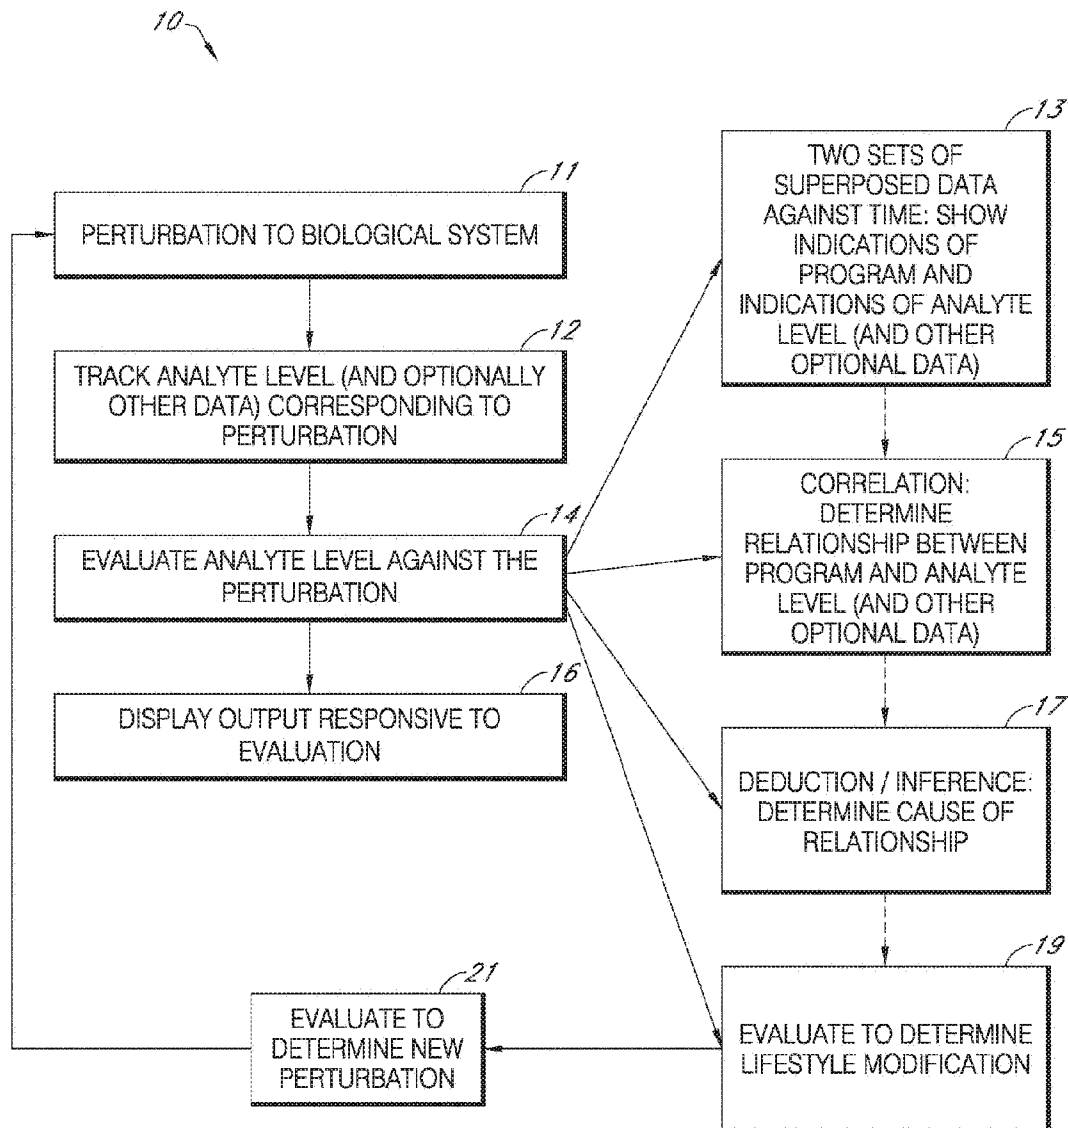 10
11
PERTURBATION TO BIOLOGICAL SYSTEM
12
TRACK ANALYTE LEVEL (AND OPTIONALLY
OTHER DATA) CORRESPONDING TO
PERTURBATION
14
EVALUATE ANALYTE LEVEL AGAINST THE
PERTURBATION
16
DISPLAY OUTPUT RESPONSIVE TO
EVALUATION
13
TWO SETS OF
SUPERPOSED DATA
AGAINST TIME: SHOW
INDICATIONS OF
PROGRAM AND
INDICATIONS OF ANALYTE
LEVEL (AND OTHER
OPTIONAL DATA)
15
CORRELATION:
DETERMINE
RELATIONSHIP BETWEEN
PROGRAM AND ANALYTE
LEVEL (AND OTHER
OPTIONAL DATA)
17
DEDUCTION / INFERENCE:
DETERMINE CAUSE OF
RELATIONSHIP
19
EVALUATE TO DETERMINE
LIFESTYLE MODIFICATION
21
EVALUATE TO
DETERMINE NEW
PERTURBATION